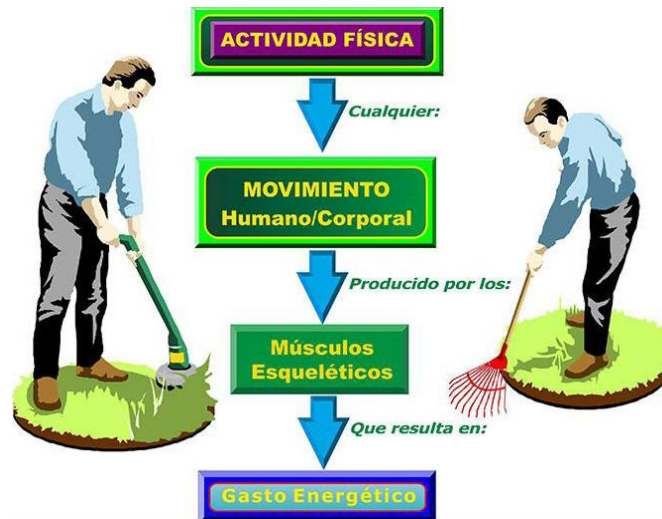 ACTIVIDAD FÍSICA
Cualquier:
MOVIMIENTO
Humano/Corporal
Producido por los:
Músculos
Esqueléticos
Que resulta en:
Gasto Energético